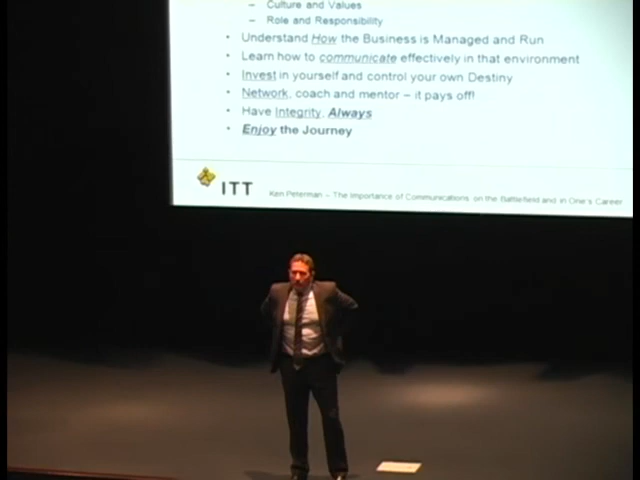 – Culture and Values
– Role and Responsibility
• Understand How the Business is Managed and Run
• Learn how to communicate effectively in that environment
• Invest in yourself and control your own Destiny
• Network, coach and mentor – it pays off!
• Have Integrity, Always
• Enjoy the Journey
ITT
Ken Peterman – The Importance of Communications on the Battlefield and in One's Career